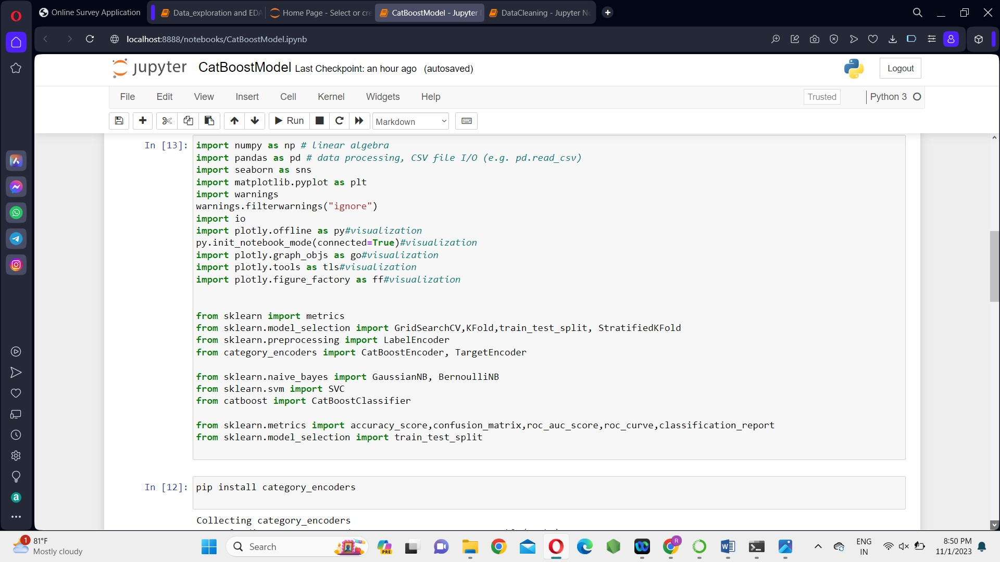 Online Survey Application
Data_exploration and EDA
Home Page - Select or cre
CatBoostModel - Jupyter
DataCleaning - Jupyter No
localhost:8888/notebooks/CatBoostModel.ipynb
jupyter CatBoostModel Last Checkpoint: an hour ago (autosaved)
Logout
File Edit View Insert Cell Kernel Widgets Help
Trusted
Python 3
Run
Markdown
In [13]: import numpy as np # linear algebra
import pandas as pd # data processing, CSV file I/O (e.g. pd.read_csv)
import seaborn as sns
import matplotlib.pyplot as plt
import warnings
warnings.filterwarnings("ignore")
import io
import plotly.offline as py#visualization
py.init_notebook_mode(connected=True)#visualization
import plotly.graph_objs as go#visualization
import plotly.tools as tls#visualization
import plotly.figure_factory as ff#visualization
from sklearn import metrics
from sklearn.model_selection import GridSearchCV,KFold,train_test_split, StratifiedKFold
from sklearn.preprocessing import LabelEncoder
from category_encoders import CatBoostEncoder, TargetEncoder
from sklearn.naive_bayes import GaussianNB, BernoulliNB
from sklearn.svm import SVC
from catboost import CatBoostClassifier
from sklearn.metrics import accuracy_score,confusion_matrix,roc_auc_score,roc_curve,classification_report
from sklearn.model_selection import train_test_split
In [12]: pip install category_encoders
Collecting category_encoders
1
81°F
Mostly cloudy
Search
PRE
R
ENG
IN
8:50 PM
11/1/2023